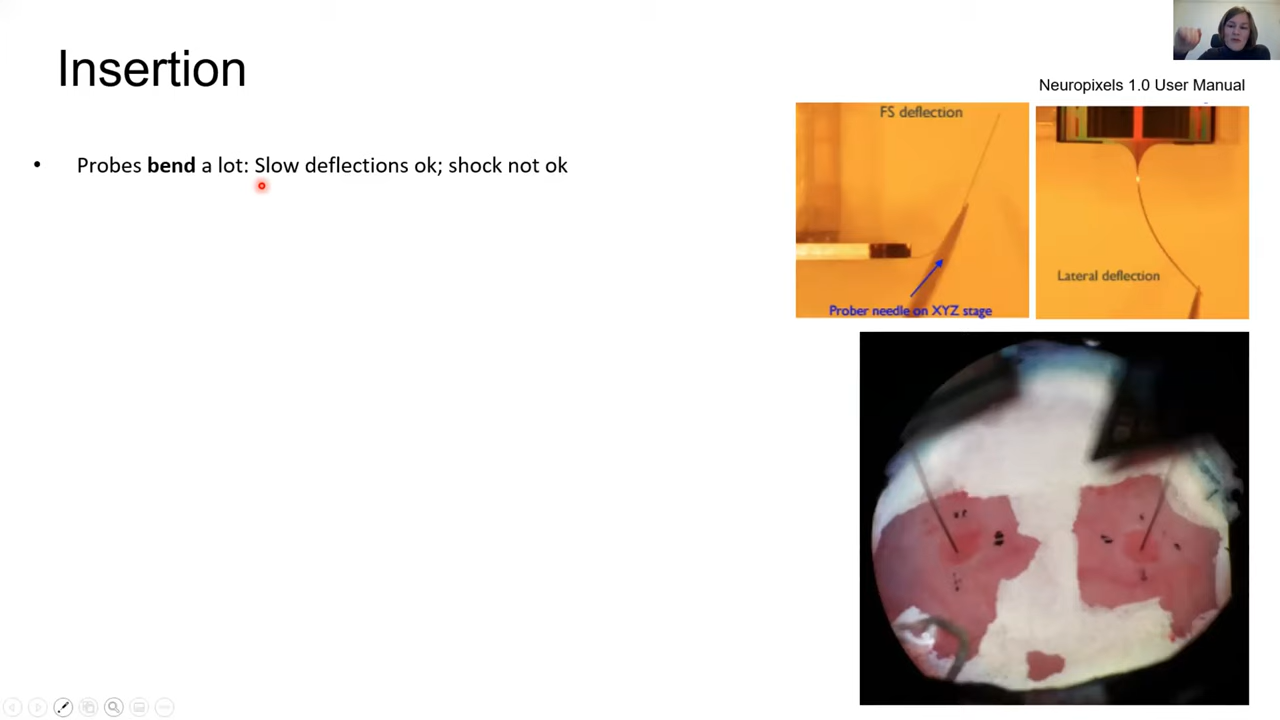 Insertion
Neuropixels 1.0 User Manual
• Probes bend a lot: Slow deflections ok; shock not ok
FS deflection
Prober needle on XYZ stage
Lateral deflection